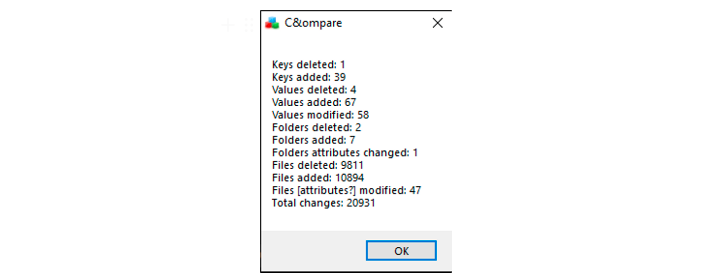 C&ompare
Keys deleted: 1
Keys added: 39
Values deleted: 4
Values added: 67
Values modified: 58
Folders deleted: 2
Folders added: 7
Folders attributes changed: 1
Files deleted: 9811
Files added: 10894
Files [attributes?] modified: 47
Total changes: 20931
OK